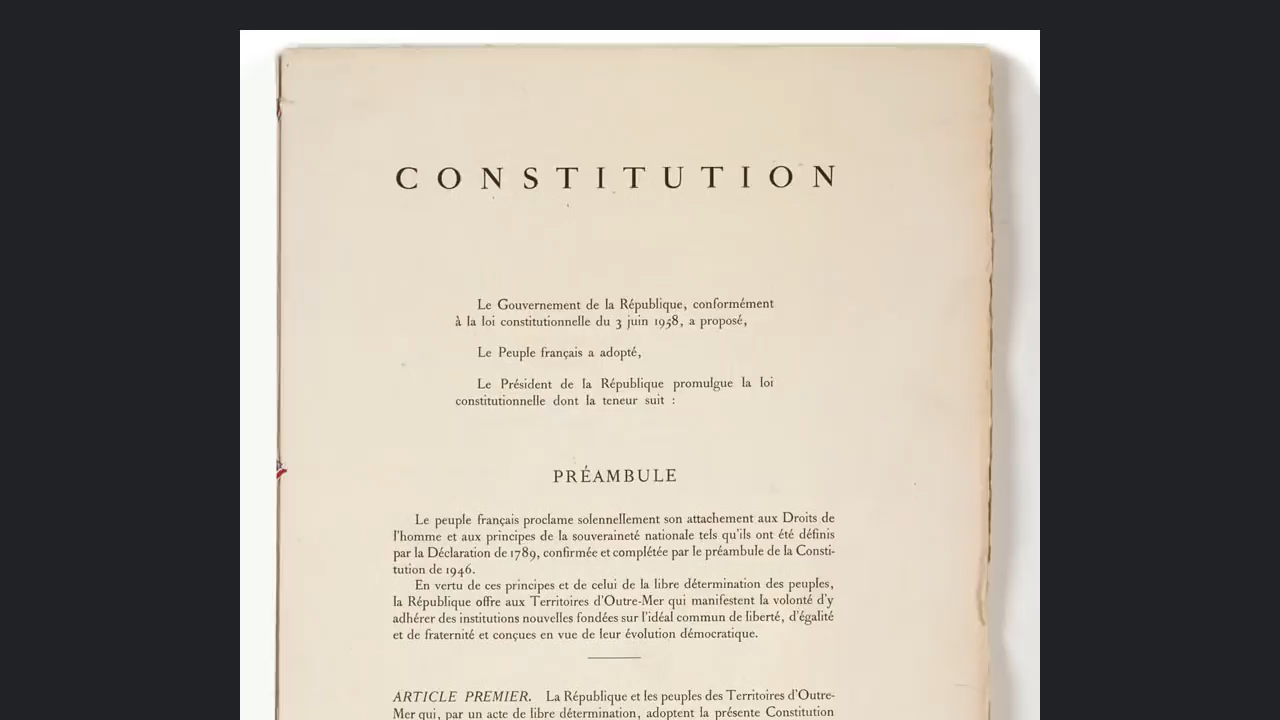 CONSTITUTION
Le Gouvernement de la République, conformément
à la loi constitutionnelle du 3 juin 1958, a proposé,
Le Peuple français a adopté,
Le Président de la République promulgue la loi
constitutionnelle dont la teneur suit :
PRÉAMBULE
Le peuple français proclame solennellement son attachement aux Droits de
l'homme et aux principes de la souveraineté nationale tels qu'ils ont été définis
par la Déclaration de 1789, confirmée et complétée par le préambule de la Consti-
tution de 1946.
En vertu de ces principes et de celui de la libre détermination des peuples,
la République offre aux Territoires d'Outre-Mer qui manifestent la volonté d'y
adhérer des institutions nouvelles fondées sur l'idéal commun de liberté, d'égalité
et de fraternité et conçues en vue de leur évolution démocratique.
ARTICLE PREMIER. La République et les peuples des Territoires d'Outre-
Mer qui, par un acte de libre détermination, adoptent la présente Constitution